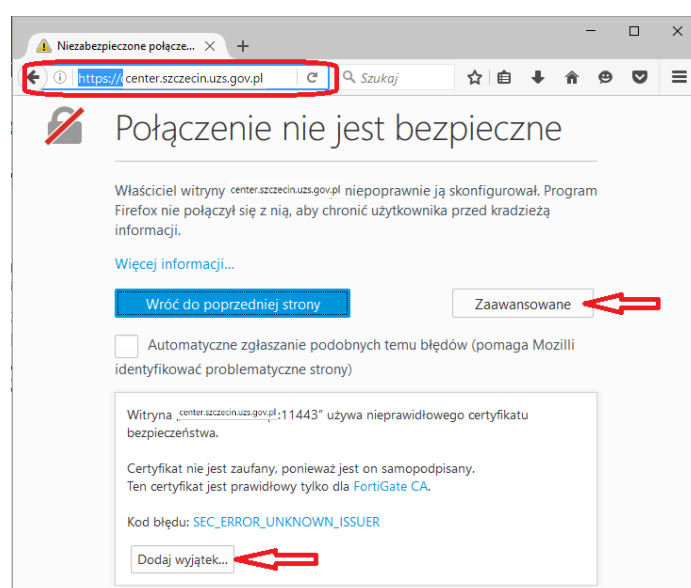 Niezabezpieczone połącze...
https://center.szczecin.uzs.gov.pl
Szukaj
Połączenie nie jest bezpieczne
Właściciel witryny center.szczecin.uzs.gov.pl niepoprawnie ją skonfigurował. Program
Firefox nie połączył się z nią, aby chronić użytkownika przed kradzieżą
informacji.
Więcej informacji...
Wróć do poprzedniej strony
Zaawansowane
Automatyczne zgłaszanie podobnych temu błędów (pomaga Mozilli
identyfikować problematyczne strony)
Witryna „center.szczecin.uzs.gov.pl:11443” używa nieprawidłowego certyfikatu
bezpieczeństwa.
Certyfikat nie jest zaufany, ponieważ jest on samopodpisany.
Ten certyfikat jest prawidłowy tylko dla FortiGate CA.
Kod błędu: SEC_ERROR_UNKNOWN_ISSUER
Dodaj wyjątek...